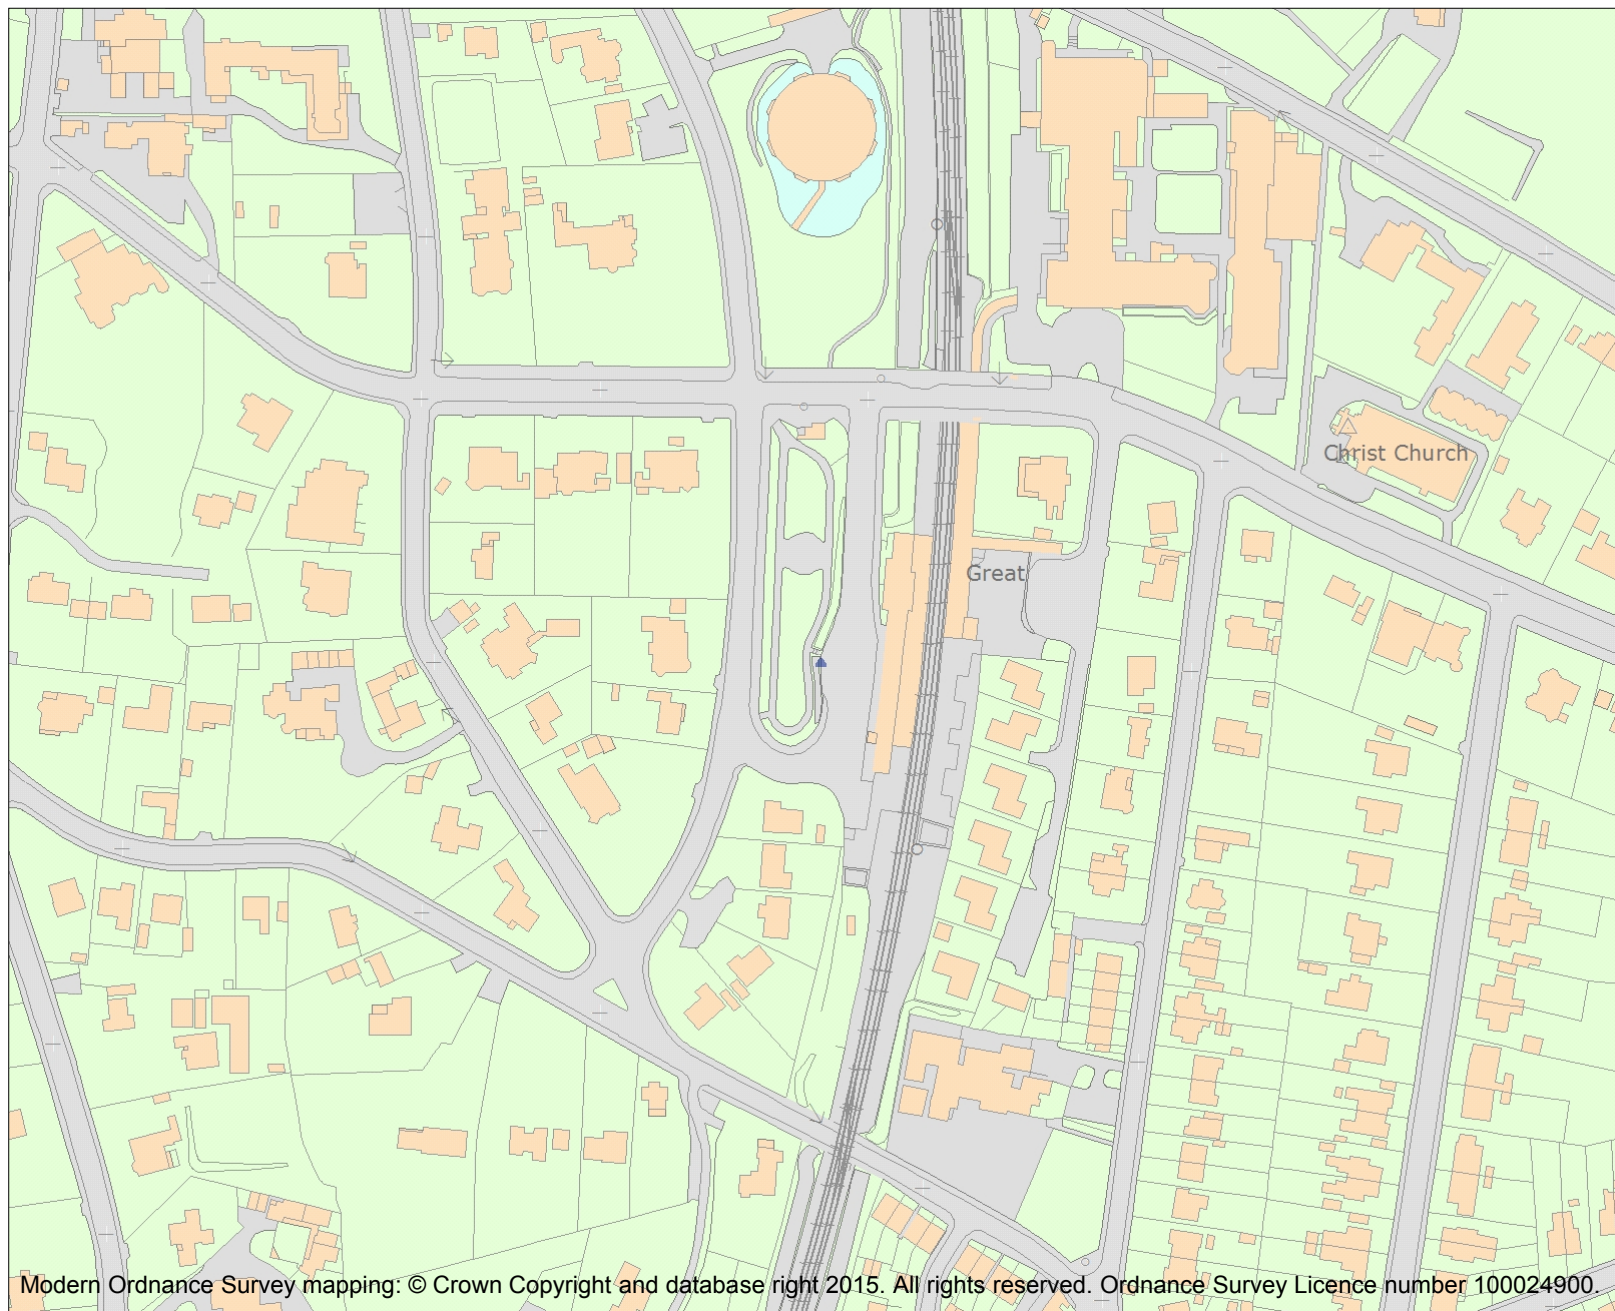 Christ Church
Great
Modern Ordnance Survey mapping: © Crown Copyright and database right 2015. All rights reserved. Ordnance Survey Licence number 100024900.